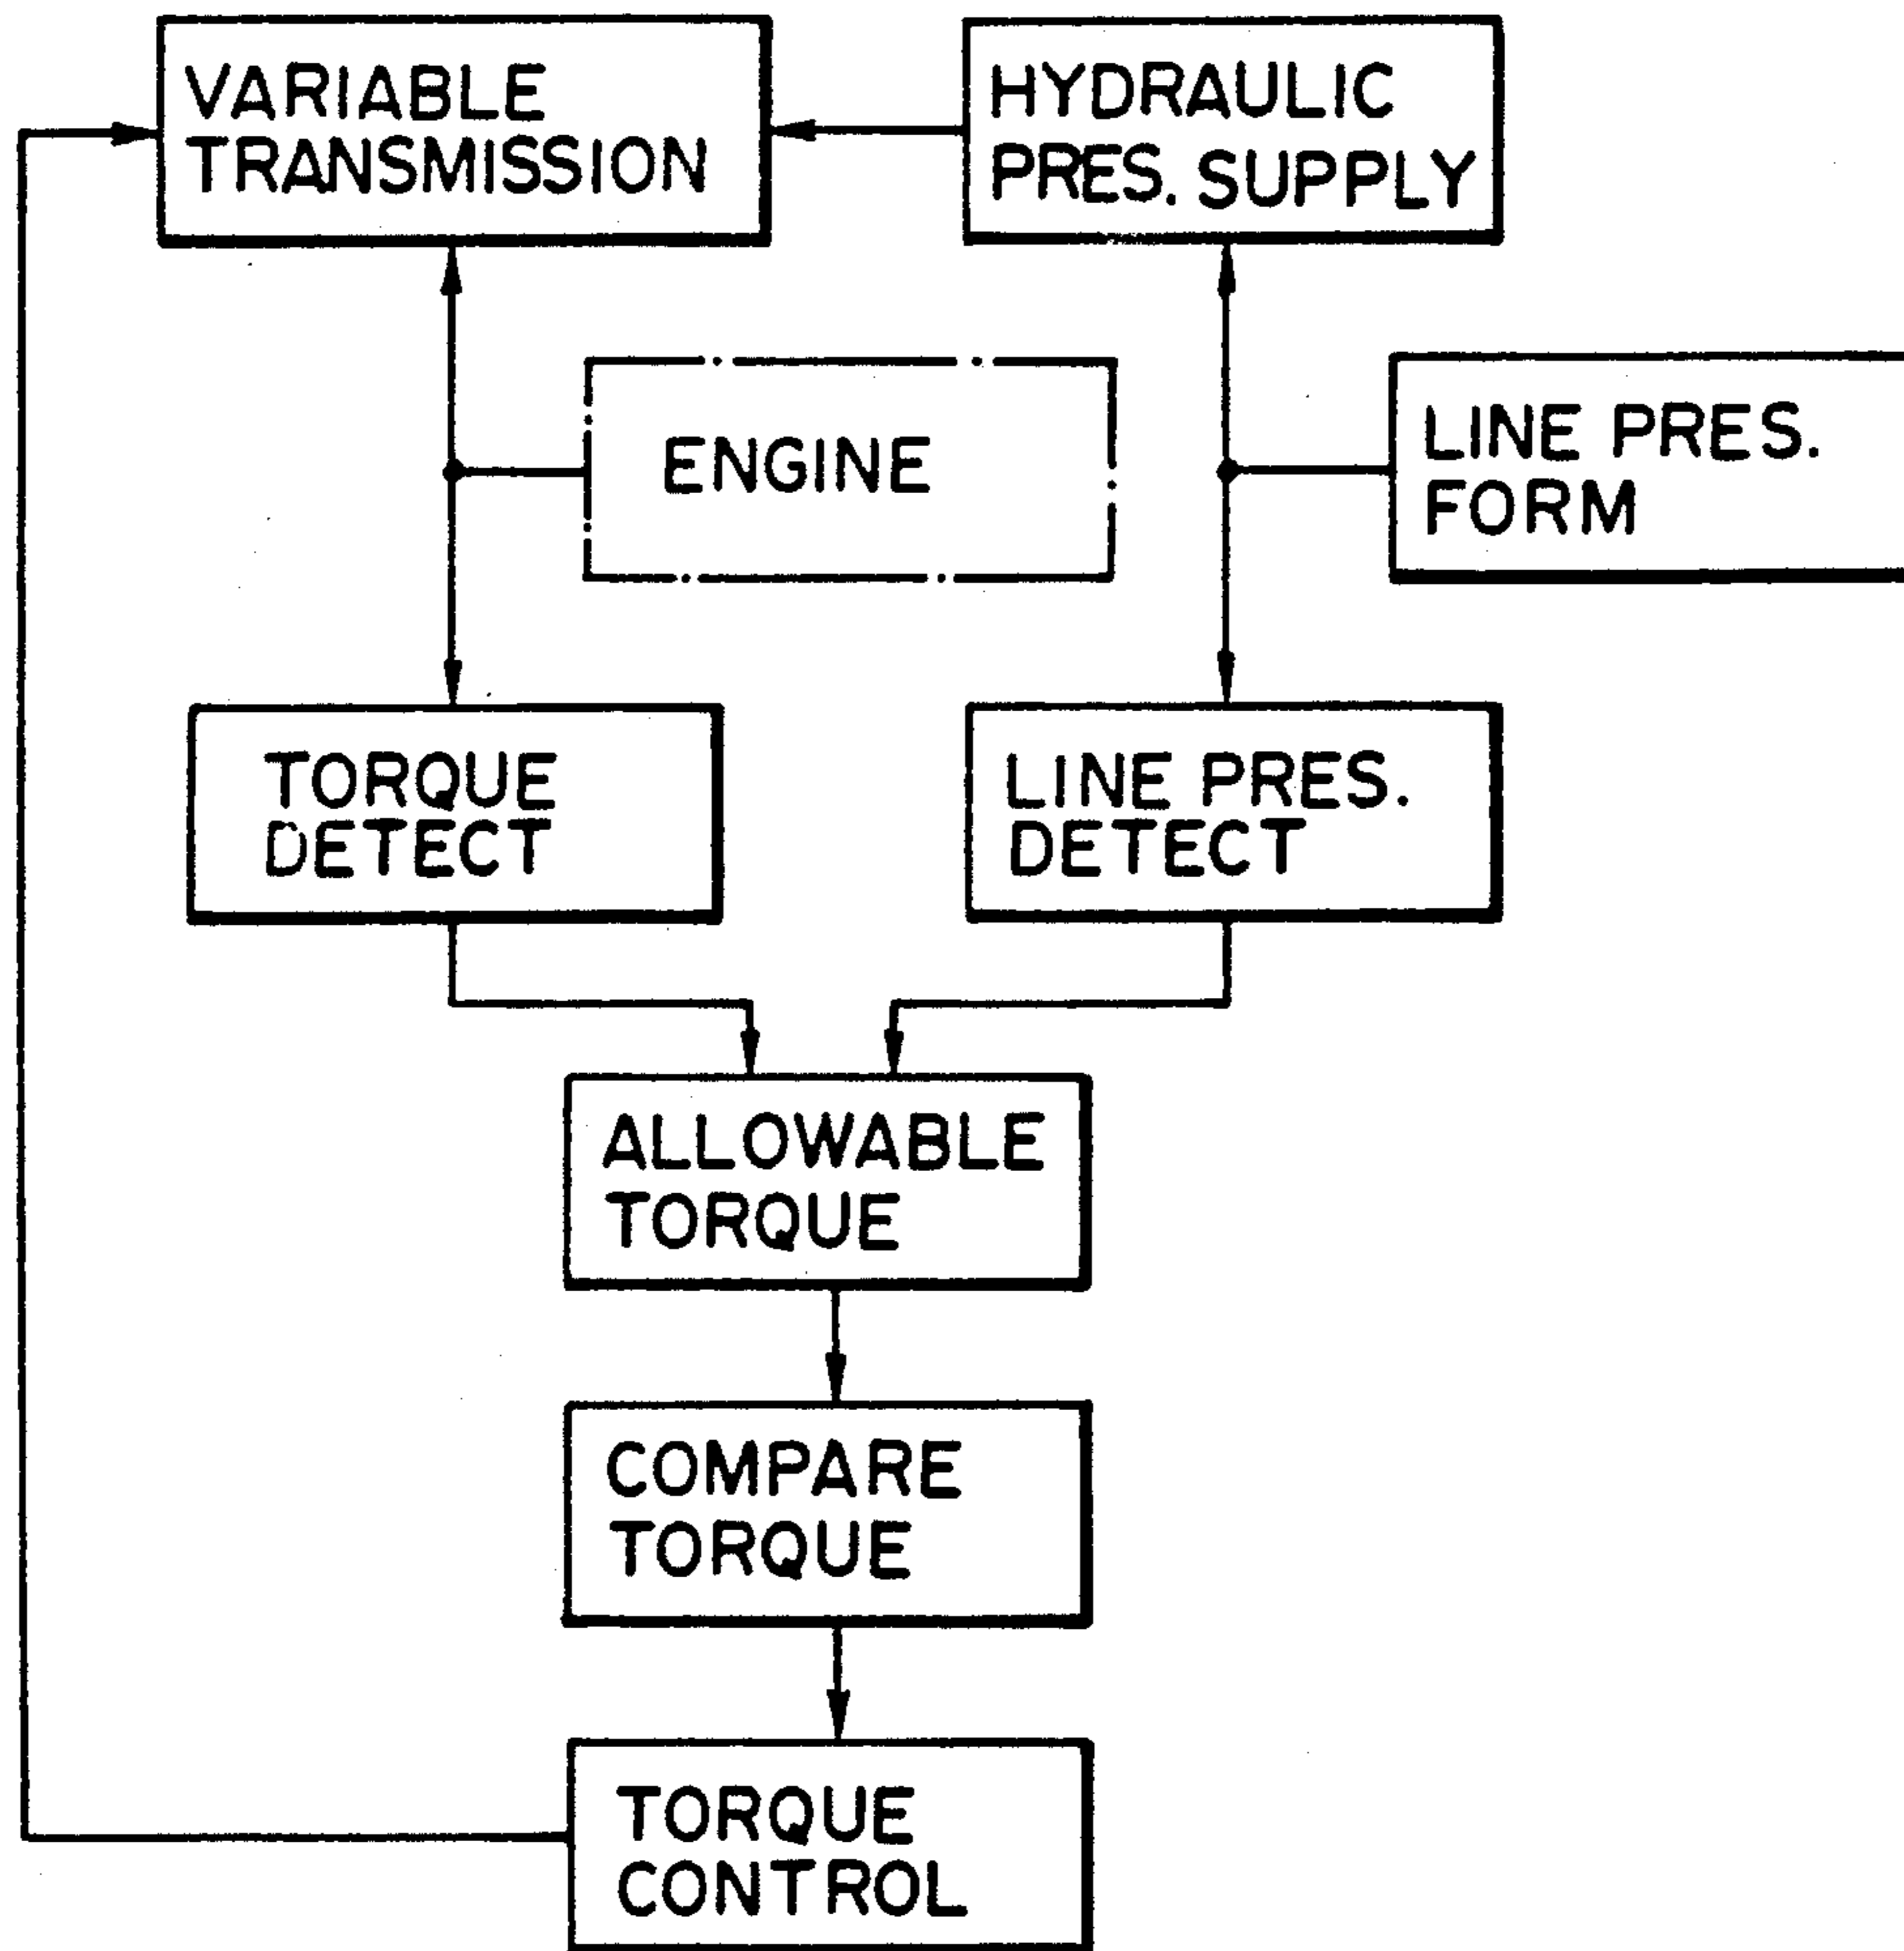 VARIABLE
TRANSMISSION
HYDRAULIC
PRES. SUPPLY
ENGINE
LINE PRES.
FORM
TORQUE
DETECT
LINE PRES.
DETECT
ALLOWABLE
TORQUE
COMPARE
TORQUE
TORQUE
CONTROL